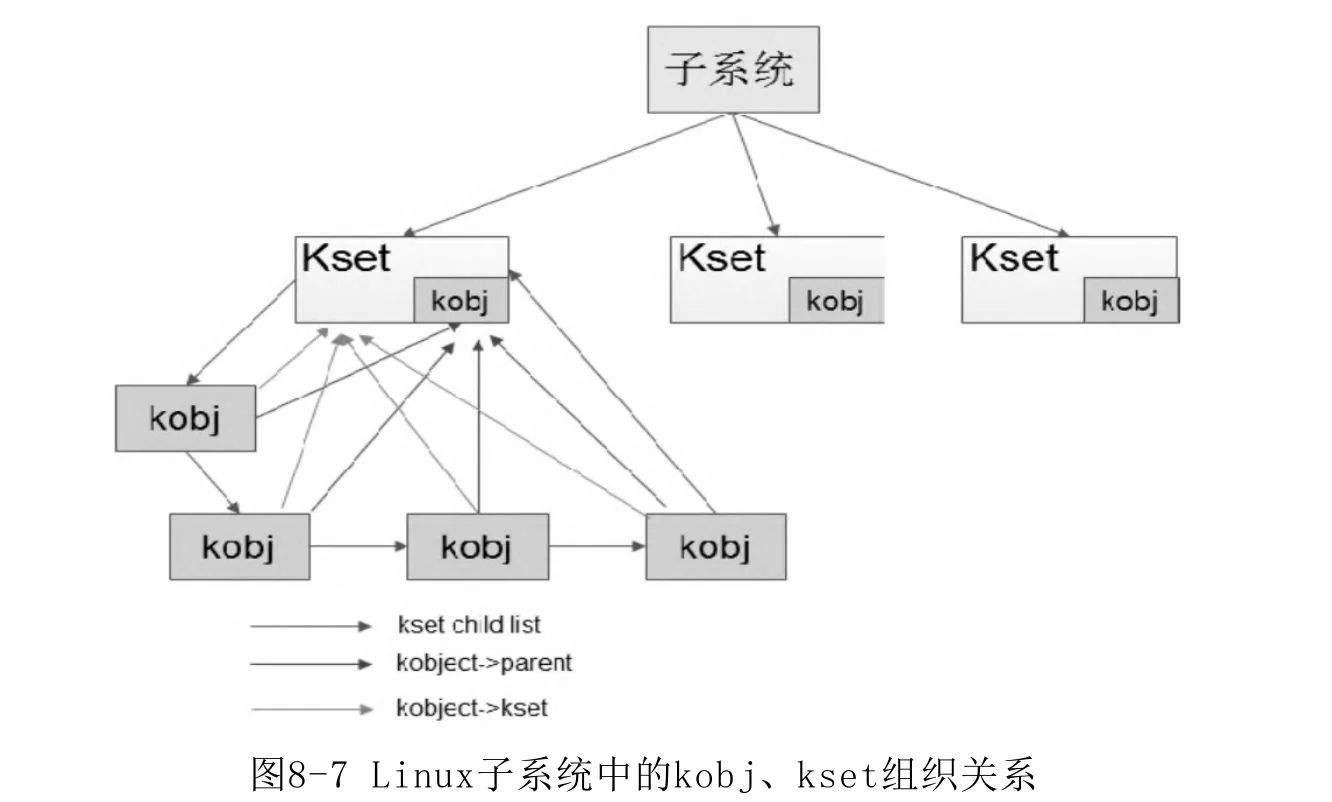 子系统
Kset
kobj
Kset
kobj
Kset
kobj
kobj
kobj
kobj
kobj
kset child list
kobject->parent
kobject->kset
图8-7 Linux子系统中的kobj、kset组织关系